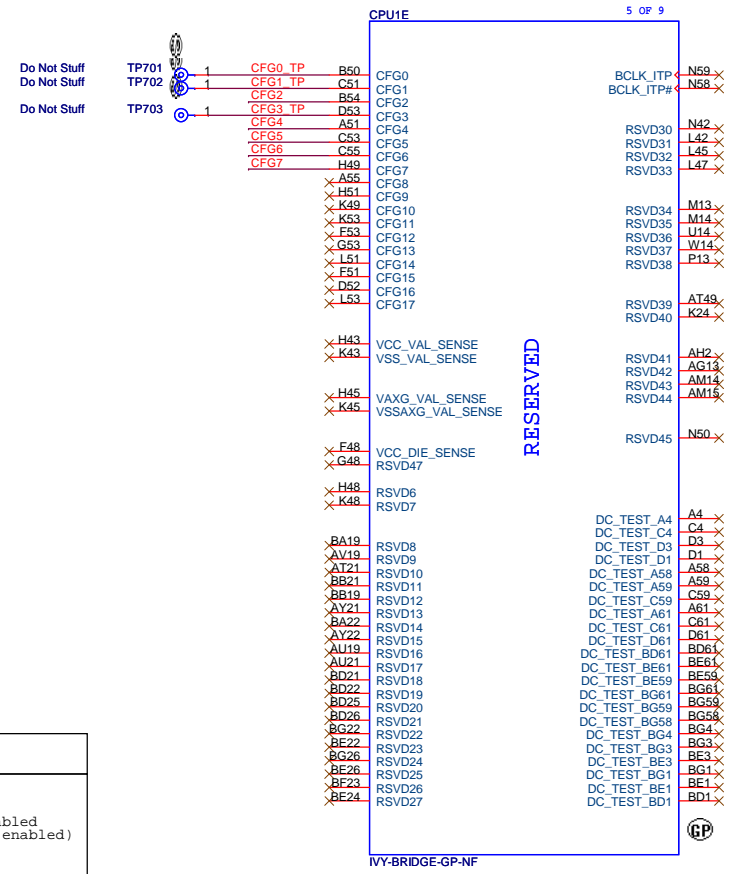 CPU1E 5 OF 9
Do Not Stuff TP701 1 CFG0_TP B50 CFG0 BCLK_ITP N59
Do Not Stuff TP702 1 CFG1_TP C51 CFG1 BCLK_ITP# N58
CFG2 B54 CFG2
Do Not Stuff TP703 1 CFG3_TP D53 CFG3
CFG4 A51 CFG4 RSVD30 N42
CFG5 C53 CFG5 RSVD31 L42
CFG6 C55 CFG6 RSVD32 L45
CFG7 H49 CFG7 RSVD33 L47
A55 CFG8
H51 CFG9
K49 CFG10 RSVD34 M13
K53 CFG11 RSVD35 M14
F53 CFG12 RSVD36 U14
G53 CFG13 RSVD37 W14
L51 CFG14 RSVD38 P13
F51 CFG15
D52 CFG16
L53 CFG17 RSVD39 AT49
RSVD40 K24
H43 VCC_VAL_SENSE
K43 VSS_VAL_SENSE RSVD41 AH2
RSVD42 AG13
RSVD43 AM14
H45 VAXG_VAL_SENSE RSVD44 AM15
K45 VSSAXG_VAL_SENSE
RESERVED
RSVD45 N50
F48 VCC_DIE_SENSE
G48 RSVD47
H48 RSVD6
K48 RSVD7
DC_TEST_A4 A4
DC_TEST_C4 C4
BA19 RSVD8 DC_TEST_D3 D3
AV19 RSVD9 DC_TEST_D1 D1
AT21 RSVD10 DC_TEST_A58 A58
BB21 RSVD11 DC_TEST_A59 A59
BB19 RSVD12 DC_TEST_C59 C59
AY21 RSVD13 DC_TEST_A61 A61
BA22 RSVD14 DC_TEST_C61 C61
AY22 RSVD15 DC_TEST_D61 D61
AU19 RSVD16 DC_TEST_BD61 BD61
AU21 RSVD17 DC_TEST_BE61 BE61
BD21 RSVD18 DC_TEST_BE59 BE59
BD22 RSVD19 DC_TEST_BG61 BG61
BD25 RSVD20 DC_TEST_BG59 BG59
BD26 RSVD21 DC_TEST_BG58 BG58
BG22 RSVD22 DC_TEST_BG4 BG4
BE22 RSVD23 DC_TEST_BG3 BG3
BG26 RSVD24 DC_TEST_BE3 BE3
BE26 RSVD25 DC_TEST_BG1 BG1
BF23 RSVD26 DC_TEST_BE1 BE1
BE24 RSVD27 DC_TEST_BD1 BD1
enabled)
GP
IVY-BRIDGE-GP-NF